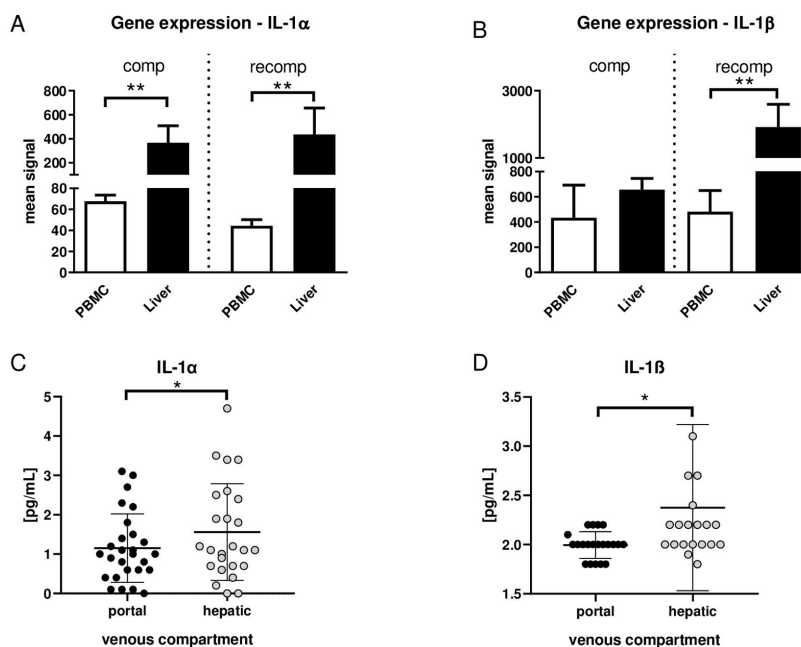 A
Gene expression - IL-1α
comp
recomp
**
**
mean signal
800
600
400
200
80
60
40
20
0
PBMC
Liver
PBMC
Liver
B
Gene expression - IL-1β
comp
recomp
**
mean signal
3000
1000
800
600
400
200
0
PBMC
Liver
PBMC
Liver
C
IL-1α
*
[pg/mL]
5
4
3
2
1
0
portal
hepatic
venous compartment
D
IL-1ß
*
[pg/mL]
3.5
3.0
2.5
2.0
1.5
portal
hepatic
venous compartment